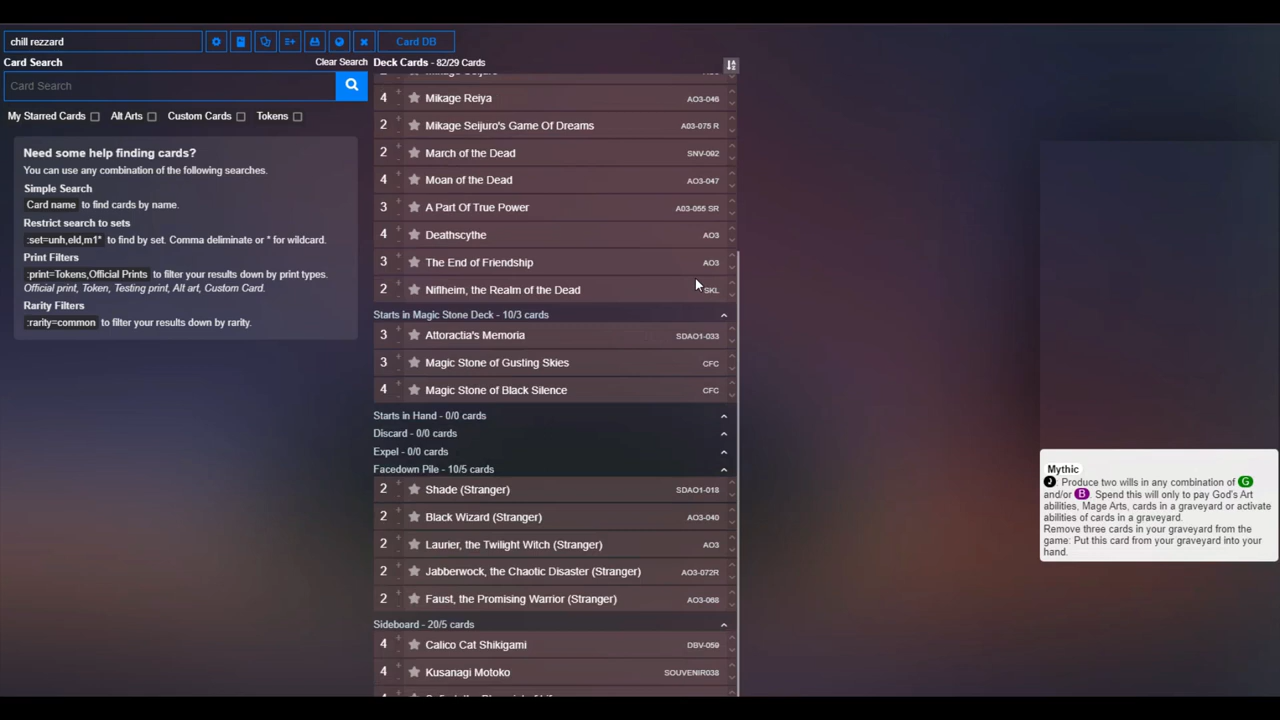 chill rezzard
Card DB
Card Search
Clear Search
Card Search
My Starred Cards
Alt Arts
Custom Cards
Tokens
Need some help finding cards?
You can use any combination of the following searches.
Simple Search
Card name to find cards by name.
Restrict search to sets
:set=unh,eld,m1* to find by set. Comma deliminate or * for wildcard.
Print Filters
:print=Tokens,Official Prints to filter your results down by print types.
Official print, Token, Testing print, Alt art, Custom Card.
Rarity Filters
:rarity=common to filter your results down by rarity.
Deck Cards - 82/29 Cards
4 Mikage Reiya AO3-046
2 Mikage Seijuro's Game Of Dreams A03-075 R
2 March of the Dead SNV-092
4 Moan of the Dead AO3-047
3 A Part Of True Power A03-055 SR
4 Deathscythe AO3
3 The End of Friendship AO3
2 Niflheim, the Realm of the Dead SKL
Starts in Magic Stone Deck - 10/3 cards
3 Attoractia's Memoria SDAO1-033
3 Magic Stone of Gusting Skies CFC
4 Magic Stone of Black Silence CFC
Starts in Hand - 0/0 cards
Discard - 0/0 cards
Expel - 0/0 cards
Facedown Pile - 10/5 cards
2 Shade (Stranger) SDAO1-018
2 Black Wizard (Stranger) AO3-040
2 Laurier, the Twilight Witch (Stranger) AO3
2 Jabberwock, the Chaotic Disaster (Stranger) AO3-072R
2 Faust, the Promising Warrior (Stranger) AO3-068
Sideboard - 20/5 cards
4 Calico Cat Shikigami DBV-059
4 Kusanagi Motoko SOUVENIR038
Mythic
: Produce two wills in any combination of G
and/or B. Spend this will only to pay God's Art
abilities, Mage Arts, cards in a graveyard or activate
abilities of cards in a graveyard.
Remove three cards in your graveyard from the
game: Put this card from your graveyard into your
hand.